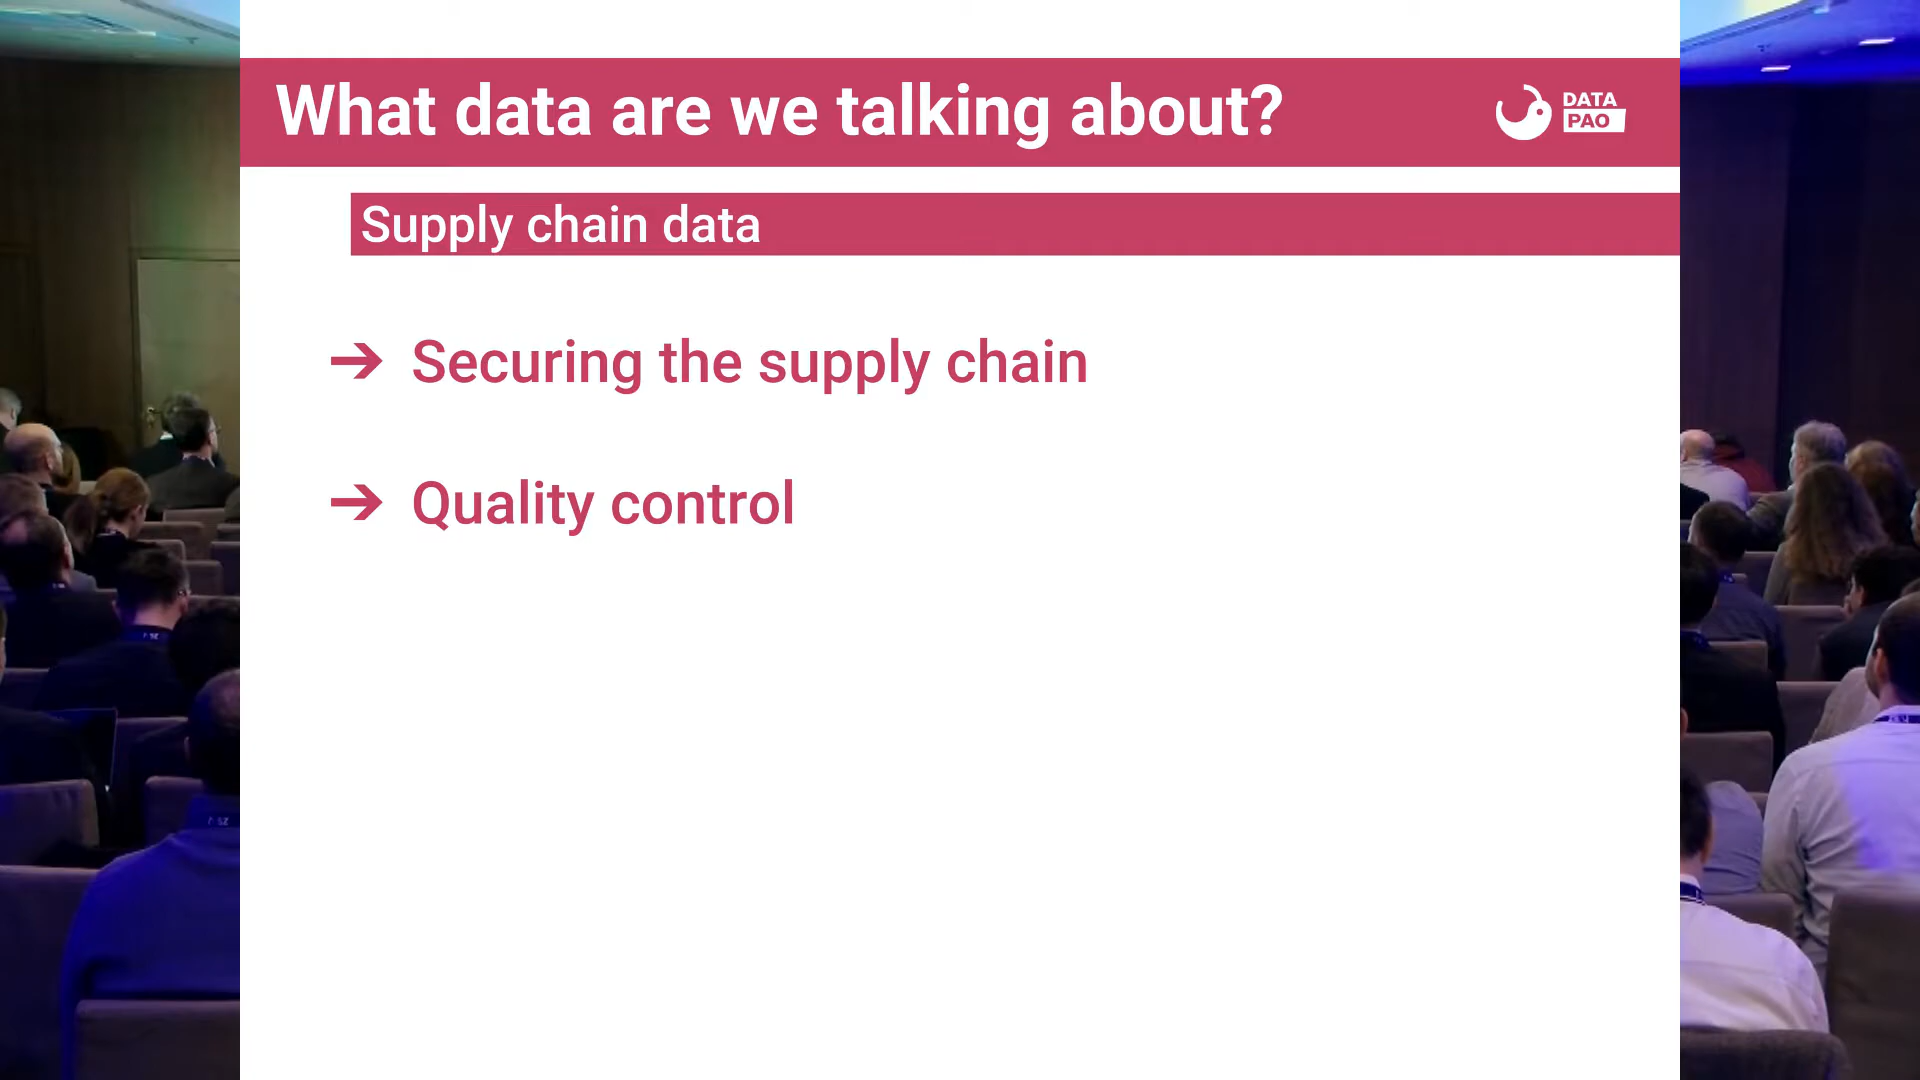 What data are we talking about?
DATA
PAO
Supply chain data
➔ Securing the supply chain
➔ Quality control